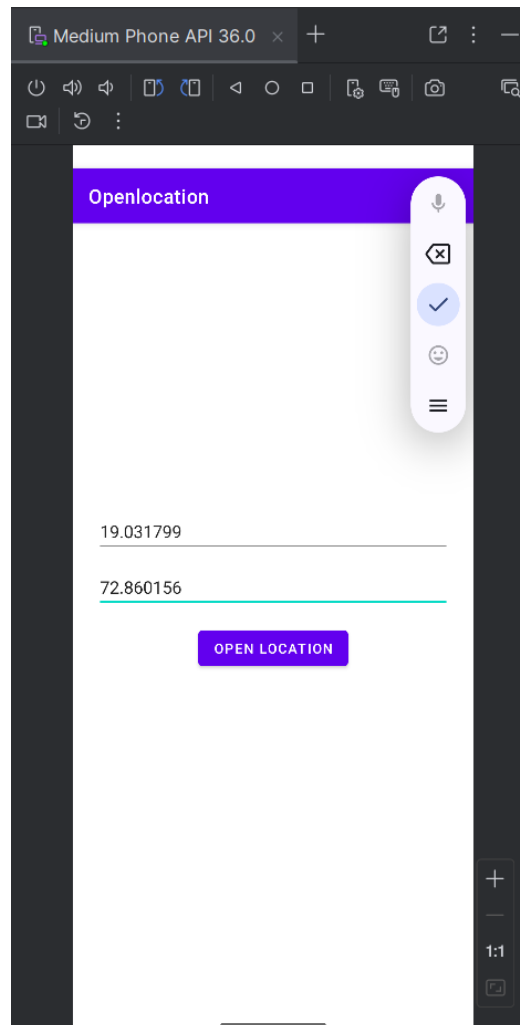 Medium Phone API 36.0
Openlocation
19.031799
72.860156
OPEN LOCATION
1:1